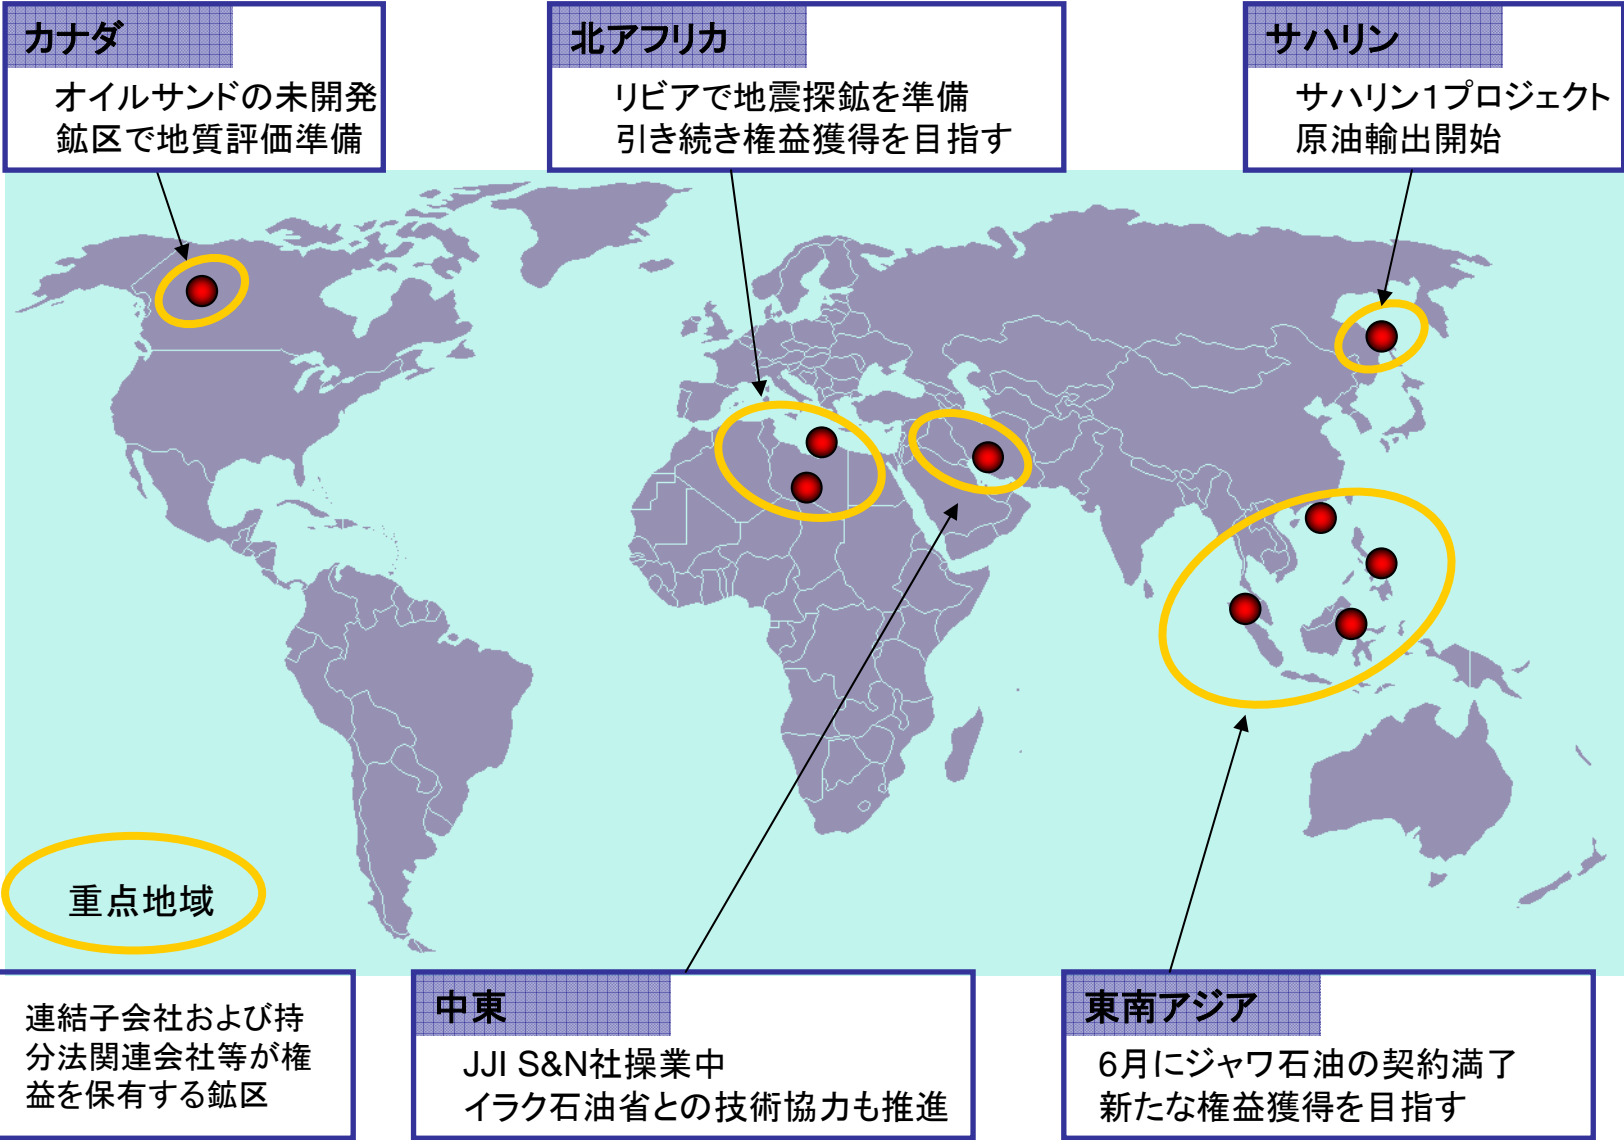 カナダ
オイルサンドの未開発
鉱区で地質評価準備
北アフリカ
リビアで地震探鉱を準備
引き続き権益獲得を目指す
サハリン
サハリン1プロジェクト
原油輸出開始
重点地域
連結子会社および持
分法関連会社等が権
益を保有する鉱区
中東
JJI S&N社操業中
イラク石油省との技術協力も推進
東南アジア
6月にジャワ石油の契約満了
新たな権益獲得を目指す